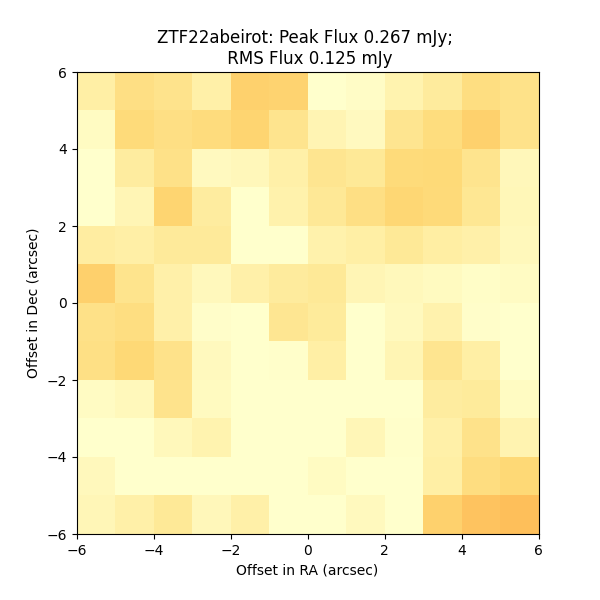 ZTF22abeirot: Peak Flux 0.267 mJy;
RMS Flux 0.125 mJy
6
4
2
0
−2
−4
−6
Offset in Dec (arcsec)
−6 −4 −2 0 2 4 6
Offset in RA (arcsec)